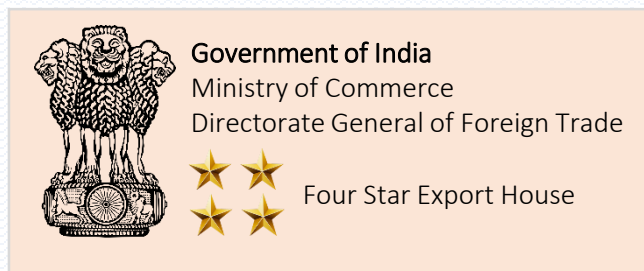 Government of India
Ministry of Commerce
Directorate General of Foreign Trade
Four Star Export House